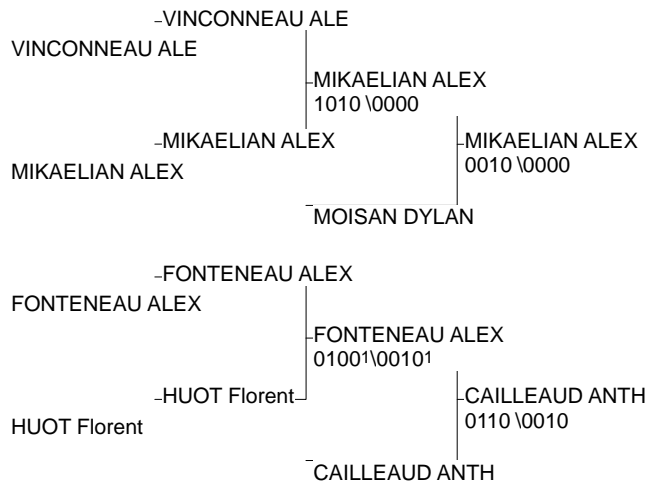 VINCONNEAU ALE
VINCONNEAU ALE
MIKAELIAN ALEX
1010 \0000
MIKAELIAN ALEX
MIKAELIAN ALEX
0010 \0000
MIKAELIAN ALEX
MOISAN DYLAN
FONTENEAU ALEX
FONTENEAU ALEX
FONTENEAU ALEX
01001\00101
HUOT Florent
CAILLEAUD ANTH
0110 \0010
HUOT Florent
CAILLEAUD ANTH